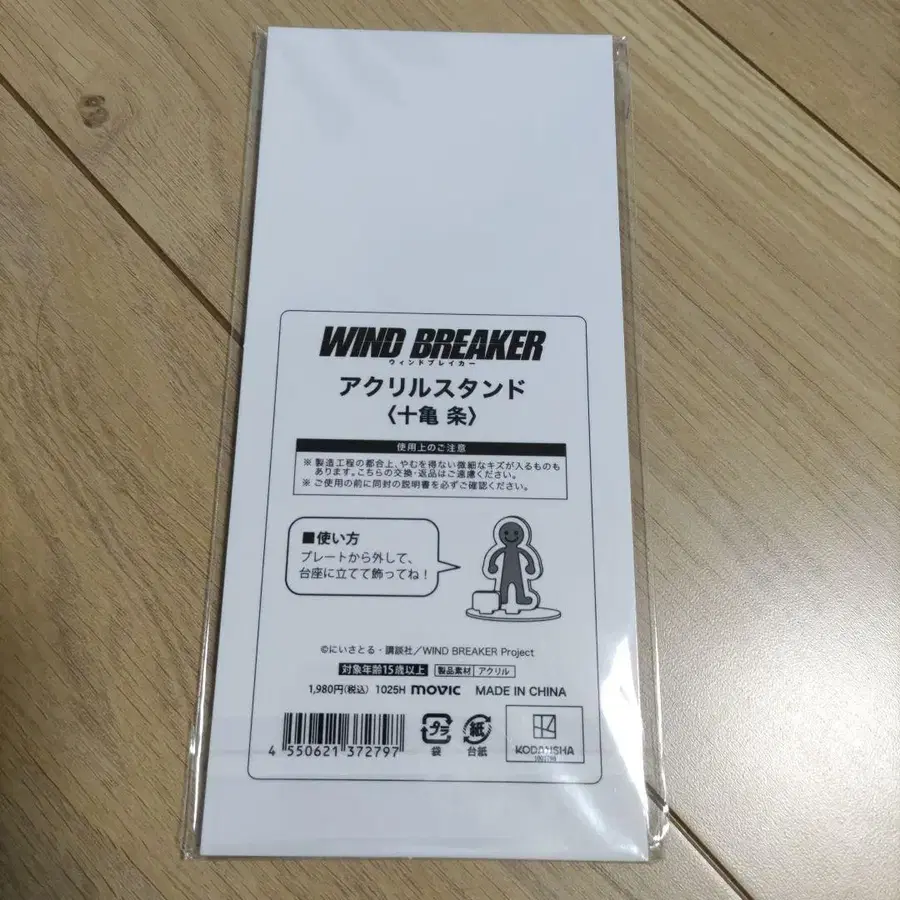 WIND BREAKER
ウィンドブレイカー
アクリルスタンド
〈十亀 条〉
使用上のご注意
※ 製造工程の都合上、やむを得ない微細なキズが入るものも
あります。こちらの交換・返品はご遠慮ください。
※ ご使用の前に同封の説明書を必ずご確認ください。
■使い方
プレートから外して、
台座に立てて飾ってね！
©にいさとる・講談社／WIND BREAKER Project
対象年齢15歳以上 製品素材 アクリル
1,980円(税込) 1025H movic MADE IN CHINA
4 550621 372797
プラ 紙
袋 台紙
KODANSHA